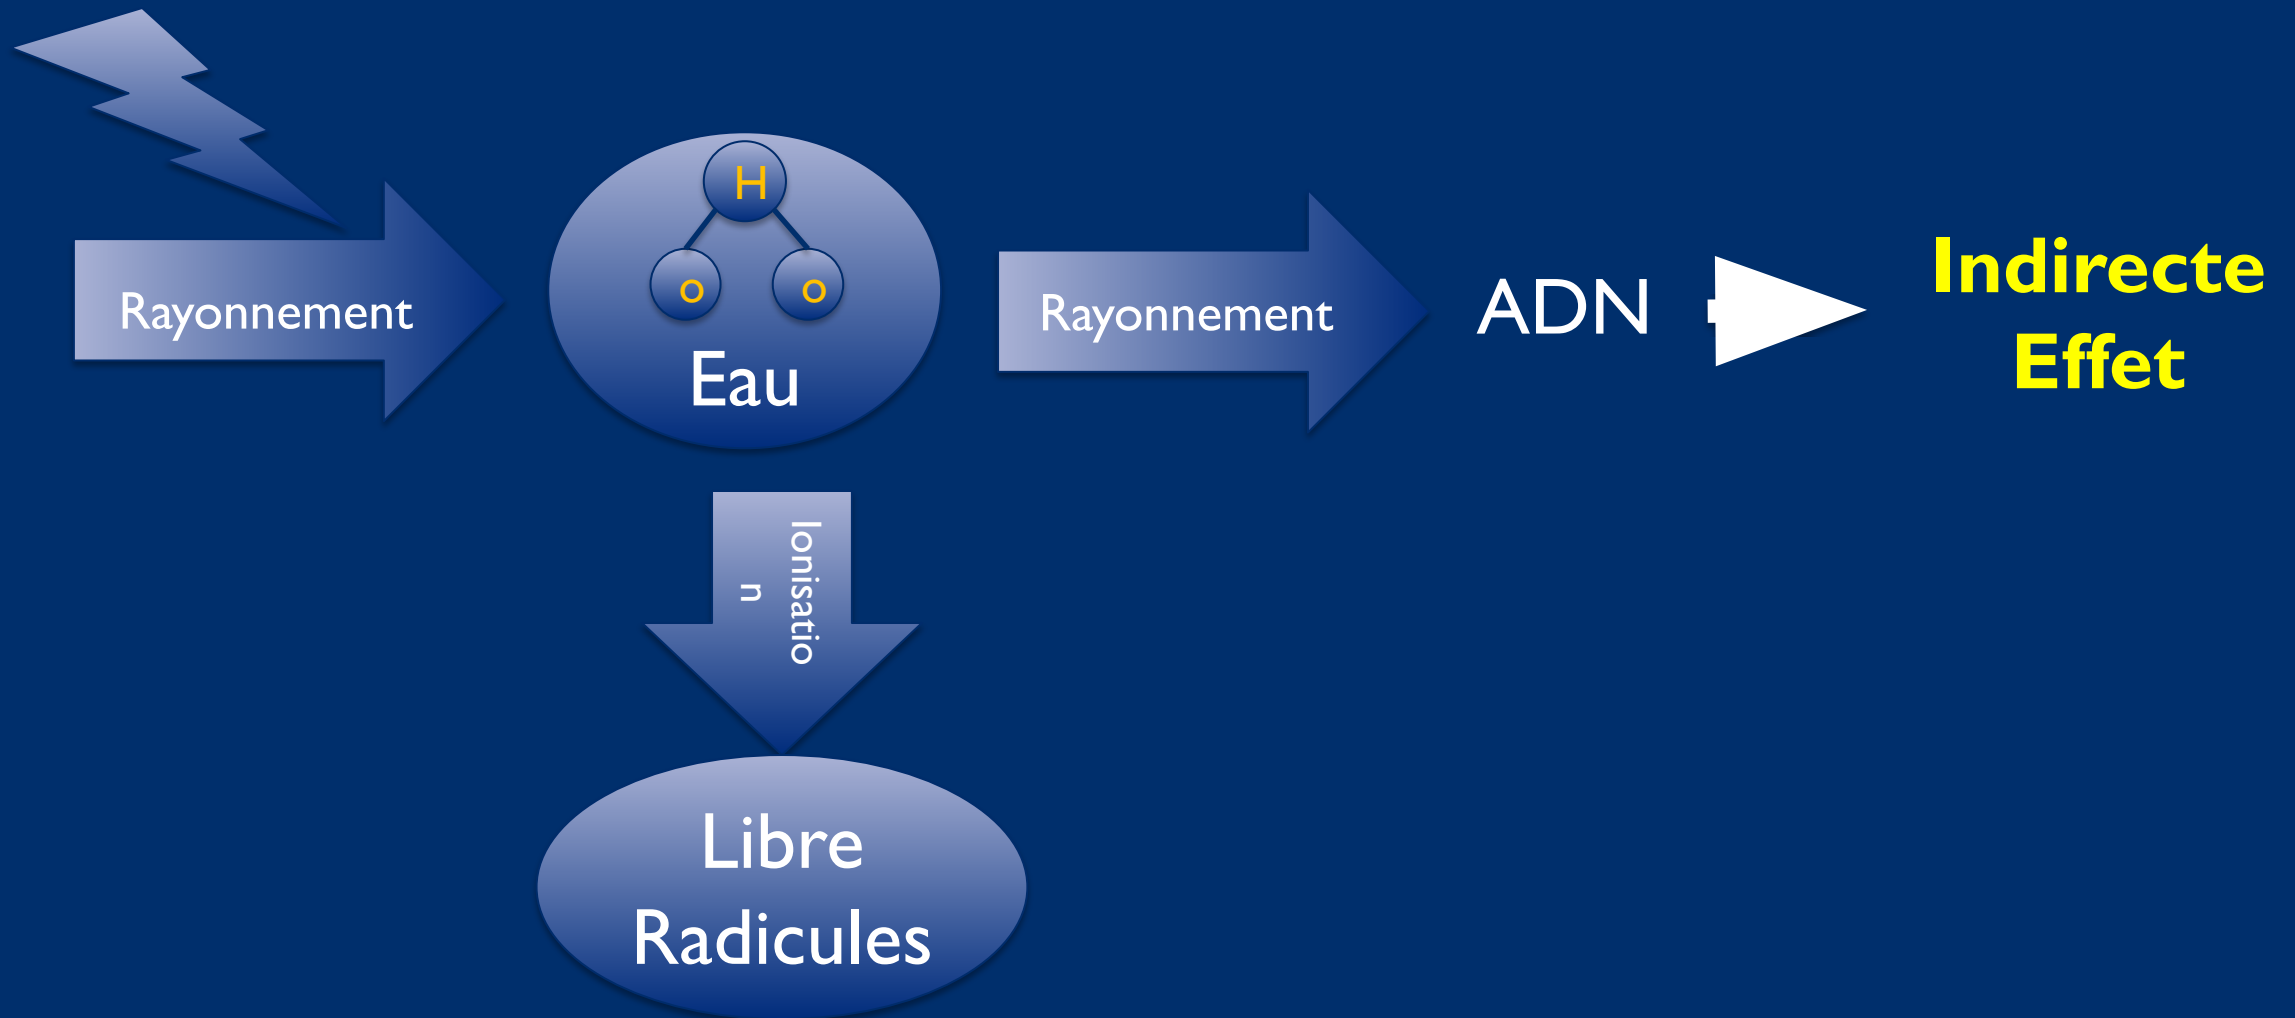 Rayonnement
H
o o
Eau
Rayonnement
ADN
Indirecte
Effet
Ionisatio
n
Libre
Radicules